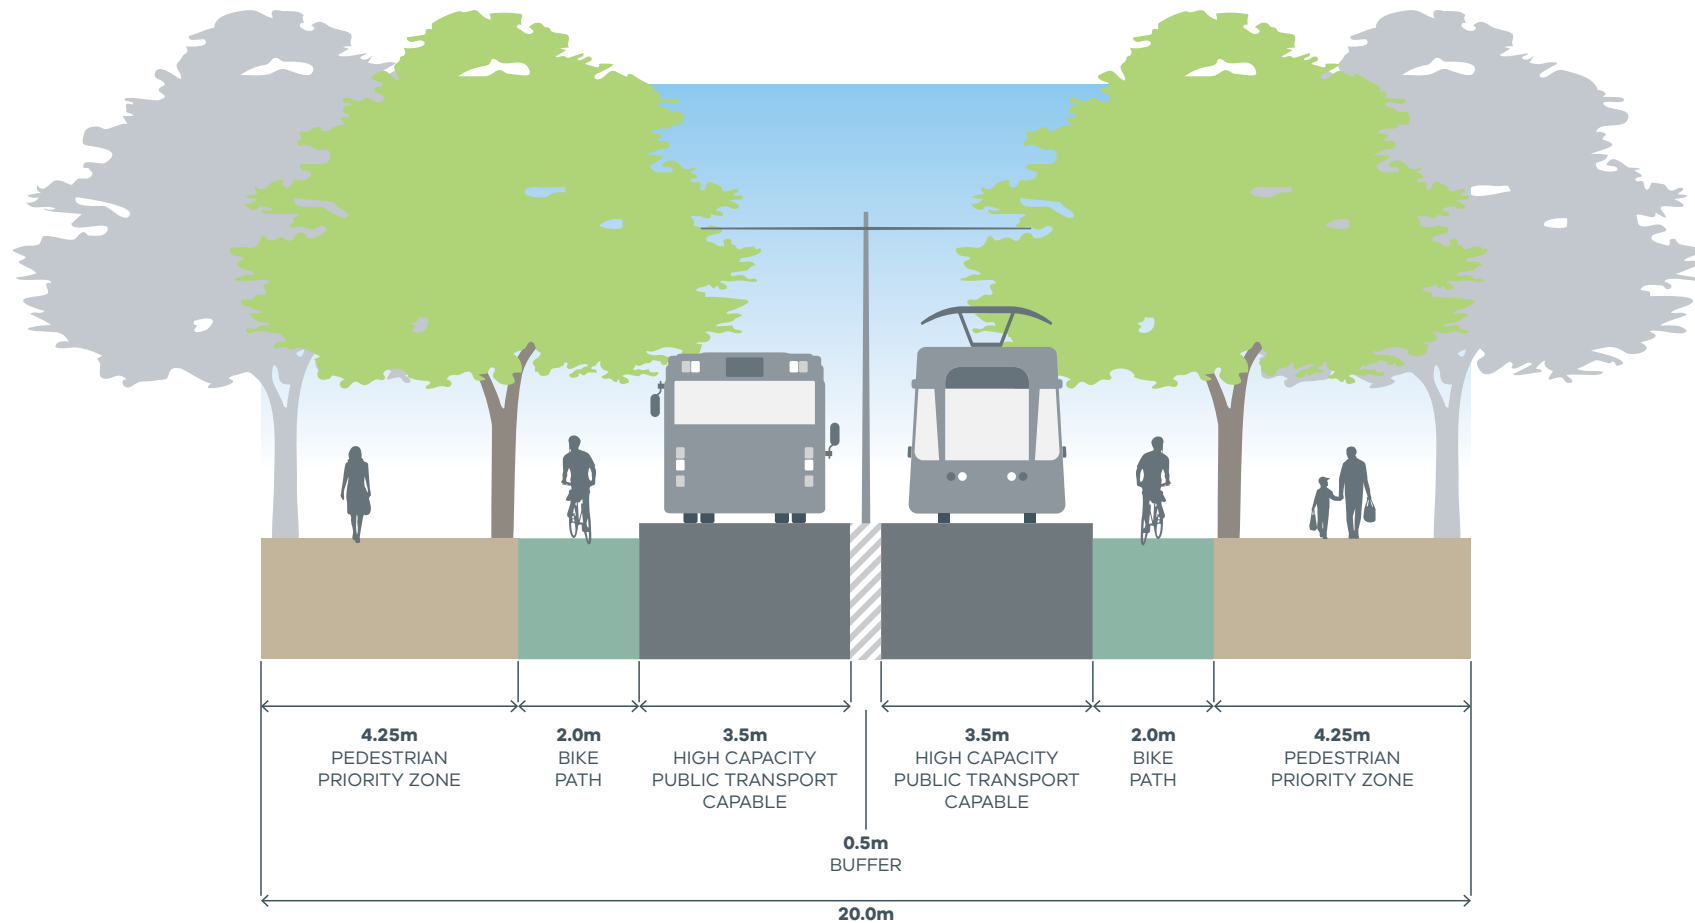 4.25m
PEDESTRIAN
PRIORITY ZONE
2.0m
BIKE
PATH
3.5m
HIGH CAPACITY
PUBLIC TRANSPORT
CAPABLE
0.5m
BUFFER
3.5m
HIGH CAPACITY
PUBLIC TRANSPORT
CAPABLE
2.0m
BIKE
PATH
4.25m
PEDESTRIAN
PRIORITY ZONE
20.0m